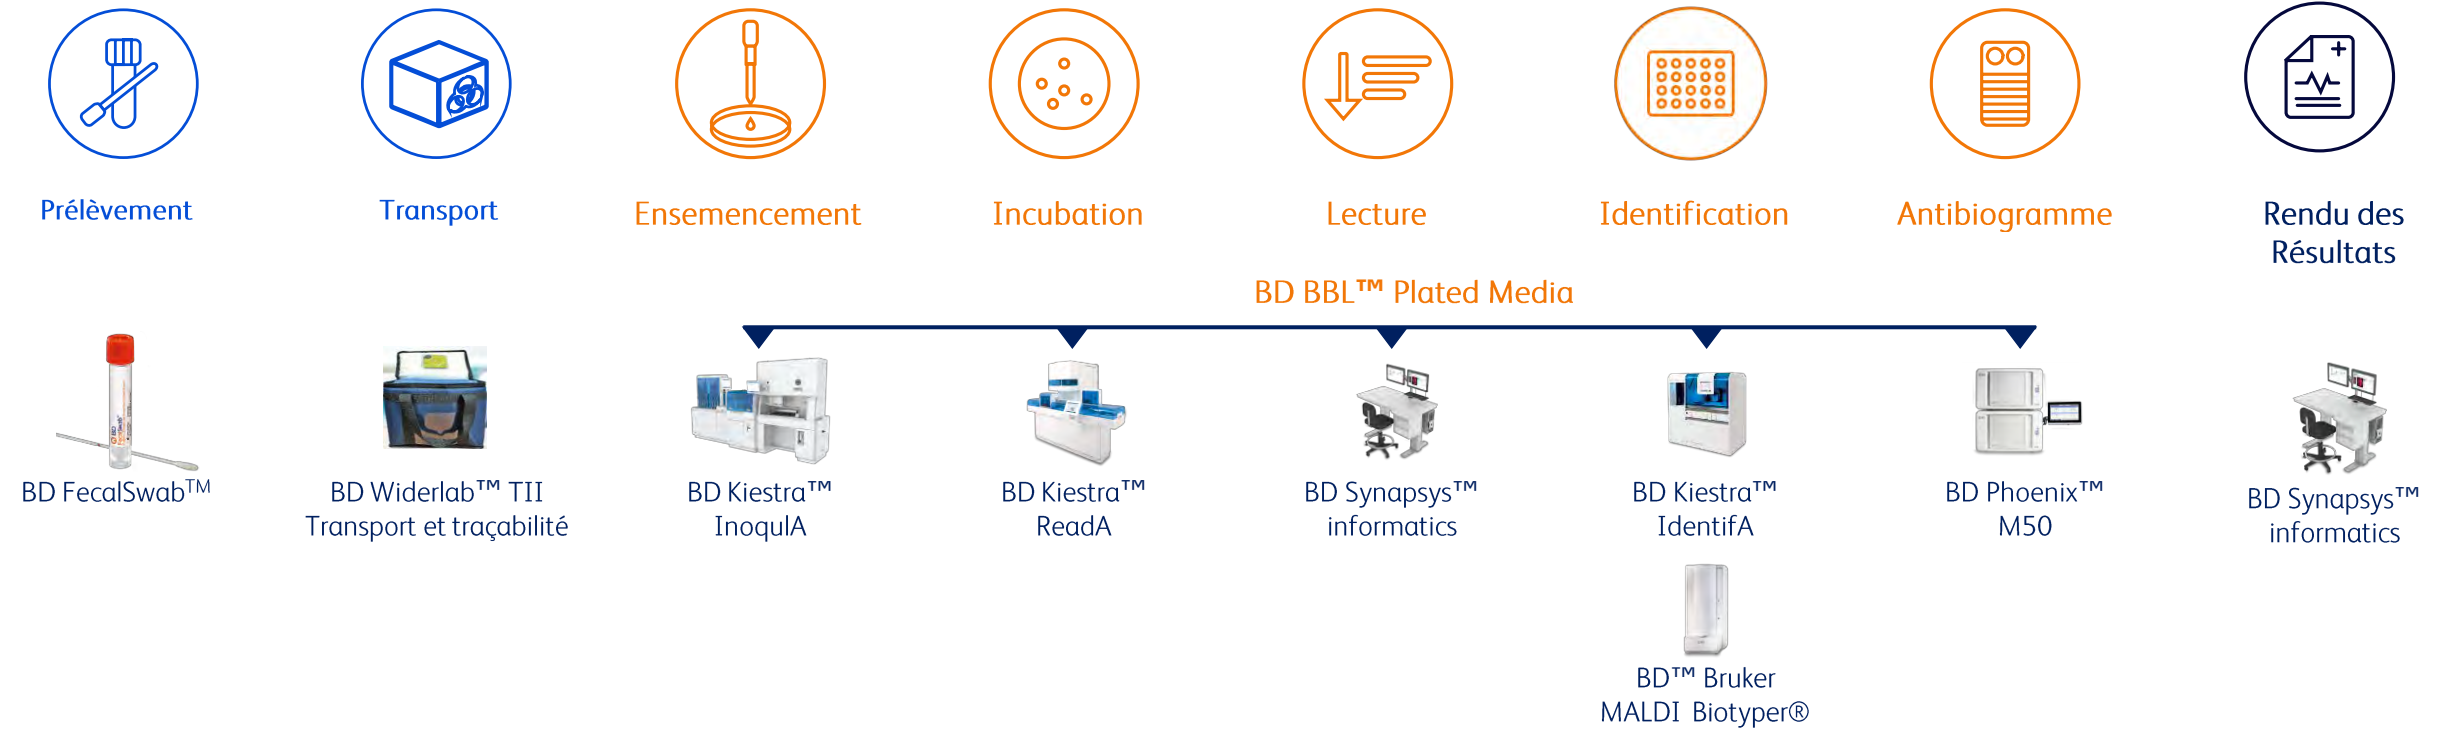 Prélèvement
Transport
Ensemencement
Incubation
Lecture
Identification
Antibiogramme
Rendu des
Résultats
BD BBL™ Plated Media
BD FecalSwab™
BD Widerlab™ TII
Transport et traçabilité
BD Kiestra™
InoqulA
BD Kiestra™
ReadA
BD Synapsys™
informatics
BD Kiestra™
IdentifA
BD Phoenix™
M50
BD Synapsys™
informatics
BD™ Bruker
MALDI Biotyper®